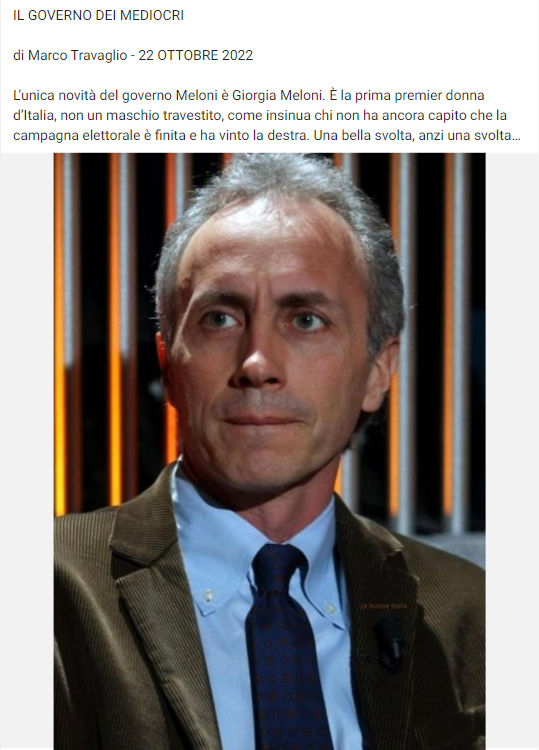 IL GOVERNO DEI MEDIOCRI
di Marco Travaglio - 22 OTTOBRE 2022
L'unica novità del governo Meloni è Giorgia Meloni. È la prima premier donna
d'Italia, non un maschio travestito, come insinua chi non ha ancora capito che la
campagna elettorale è finita e ha vinto la destra. Una bella svolta, anzi una svolta…
Le Nostre Stelle